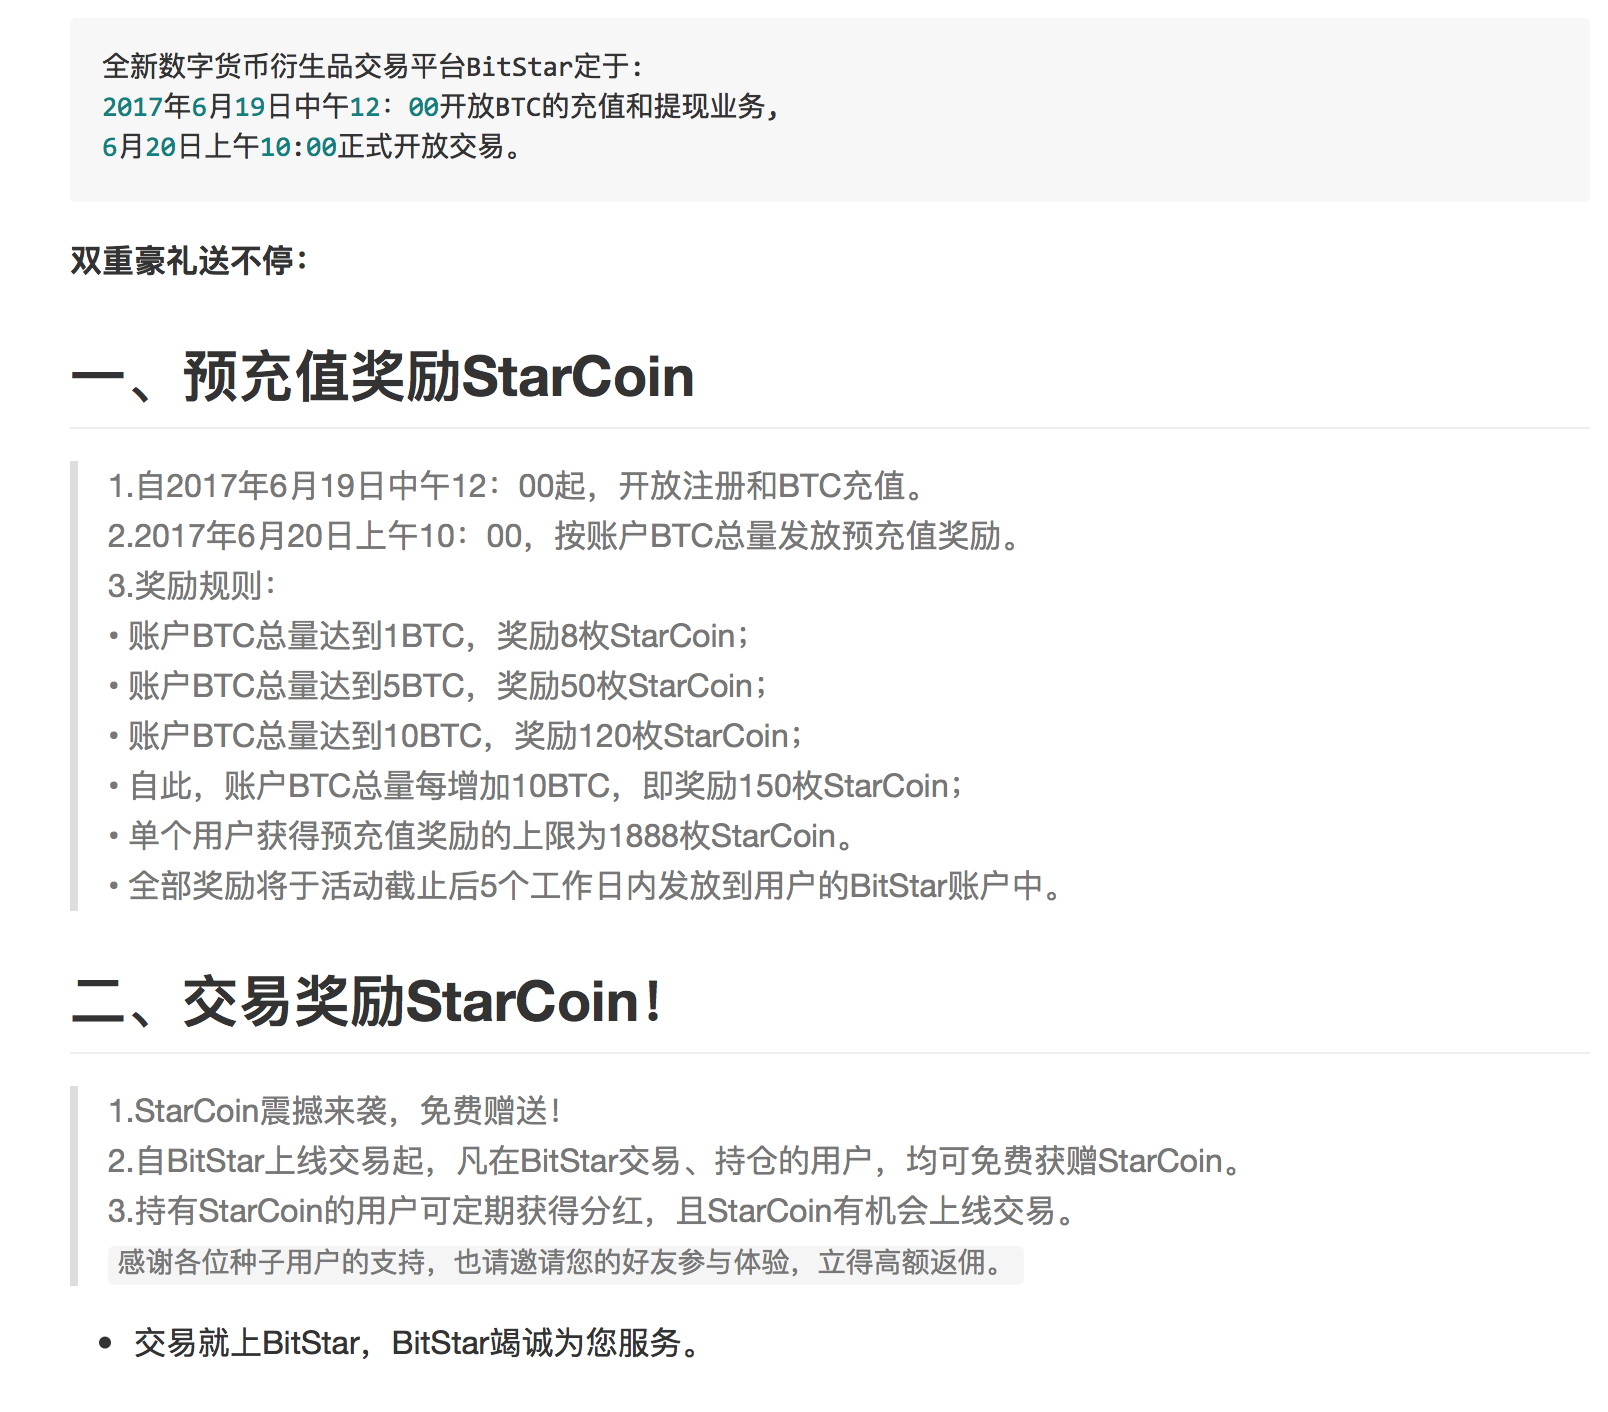 全新数字货币衍生品交易平台BitStar定于:
2017年6月19日中午12：00开放BTC的充值和提现业务,
6月20日上午10:00正式开放交易。
双重豪礼送不停：
一、预充值奖励StarCoin
1.自2017年6月19日中午12：00起，开放注册和BTC充值。
2.2017年6月20日上午10：00，按账户BTC总量发放预充值奖励。
3.奖励规则：
• 账户BTC总量达到1BTC，奖励8枚StarCoin；
• 账户BTC总量达到5BTC，奖励50枚StarCoin；
• 账户BTC总量达到10BTC，奖励120枚StarCoin；
• 自此，账户BTC总量每增加10BTC，即奖励150枚StarCoin；
• 单个用户获得预充值奖励的上限为1888枚StarCoin。
• 全部奖励将于活动截止后5个工作日内发放到用户的BitStar账户中。
二、交易奖励StarCoin！
1.StarCoin震撼来袭，免费赠送！
2.自BitStar上线交易起，凡在BitStar交易、持仓的用户，均可免费获赠StarCoin。
3.持有StarCoin的用户可定期获得分红，且StarCoin有机会上线交易。
感谢各位种子用户的支持，也请邀请您的好友参与体验，立得高额返佣。
• 交易就上BitStar，BitStar竭诚为您服务。